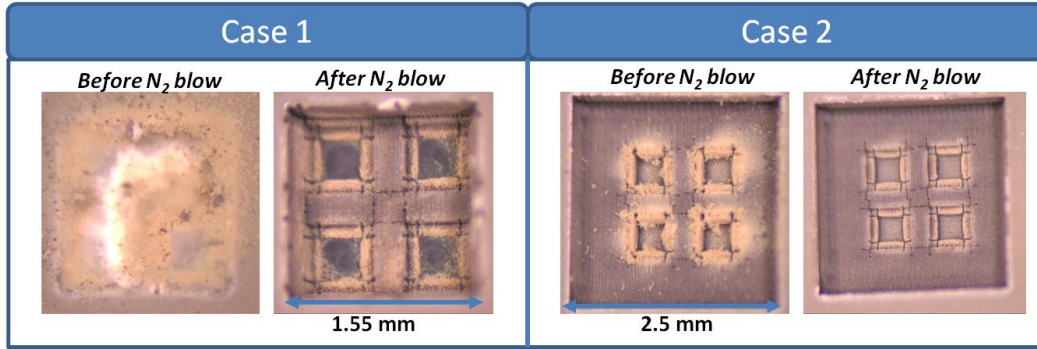 Case 1
Case 2
Before N₂ blow
After N₂ blow
Before N₂ blow
After N₂ blow
1.55 mm
2.5 mm